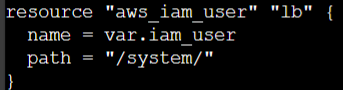 resource "aws_iam_user" "lb" {
  name = var.iam_user
  path = "/system/"
}